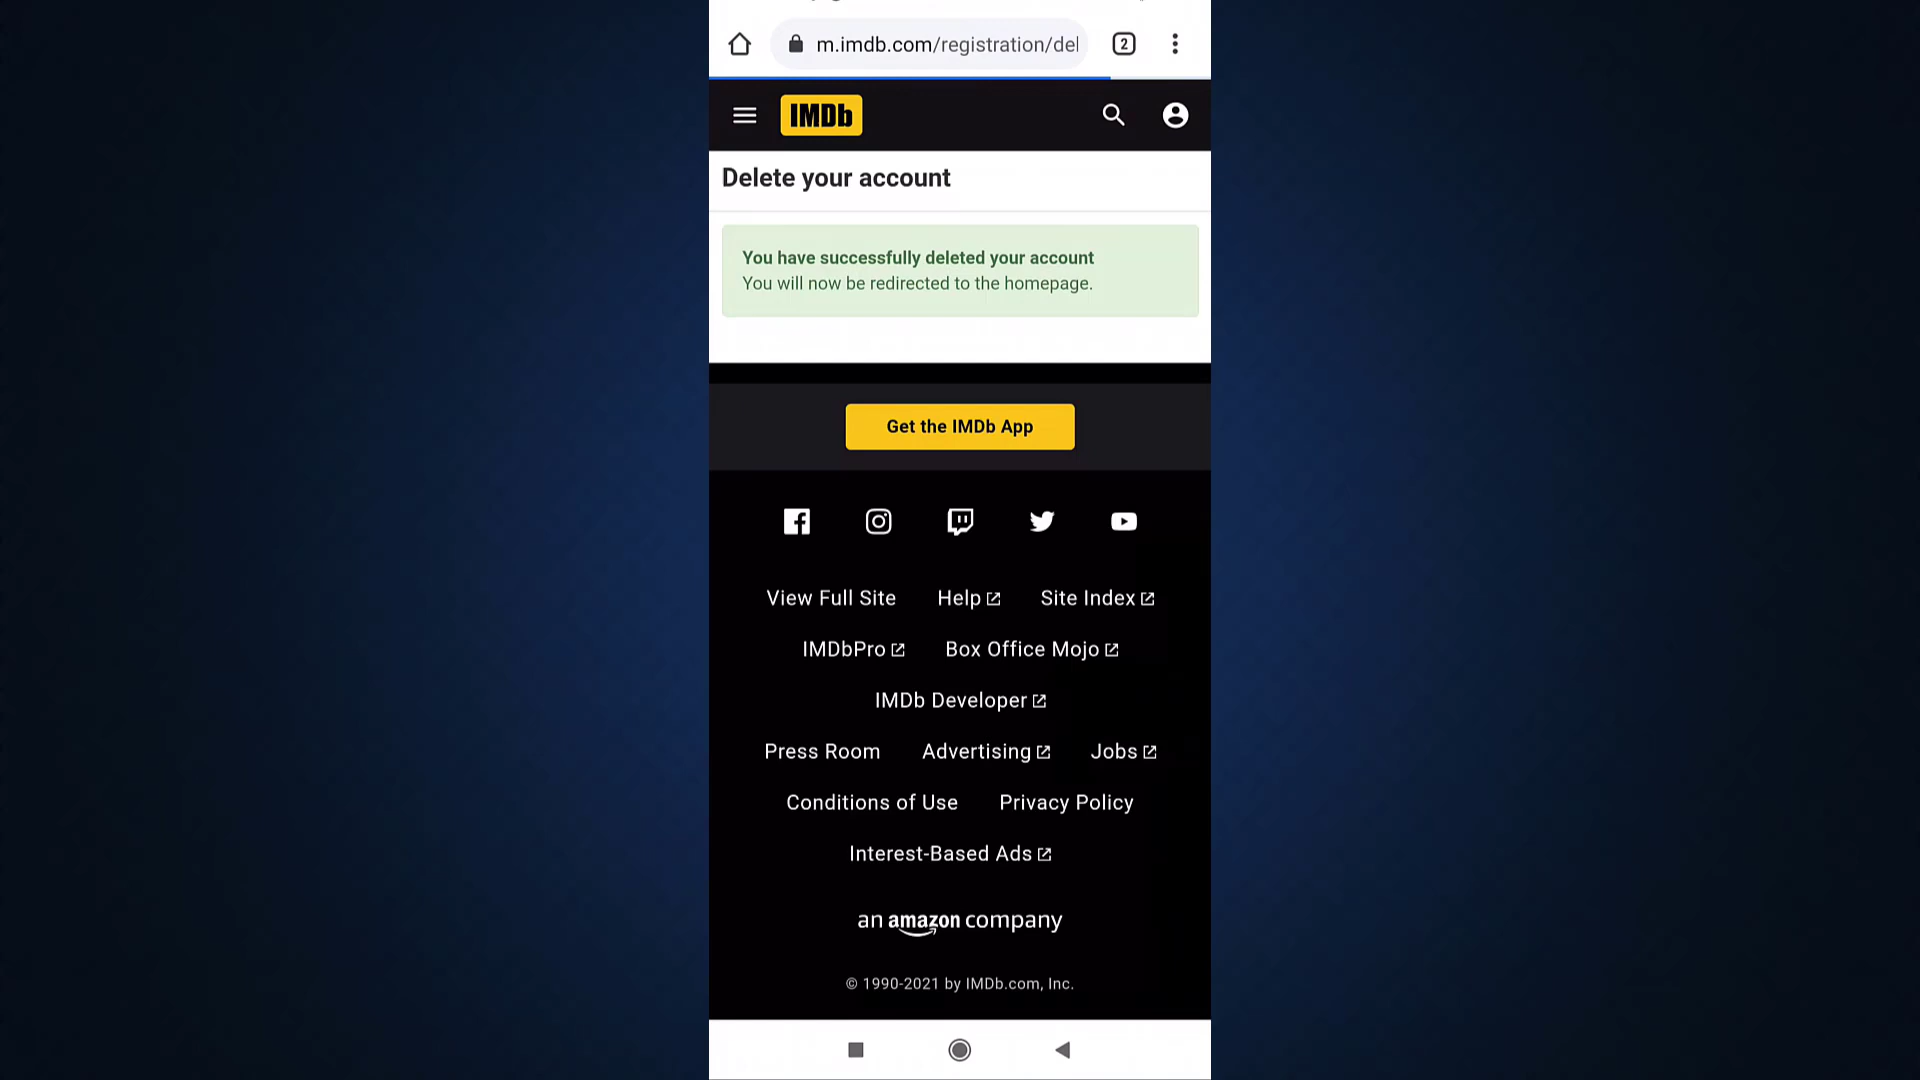 m.imdb.com/registration/del
2
IMDb
Delete your account
You have successfully deleted your account
You will now be redirected to the homepage.
Get the IMDb App
View Full Site Help Site Index
IMDbPro Box Office Mojo
IMDb Developer
Press Room Advertising Jobs
Conditions of Use Privacy Policy
Interest-Based Ads
an amazon company
© 1990-2021 by IMDb.com, Inc.